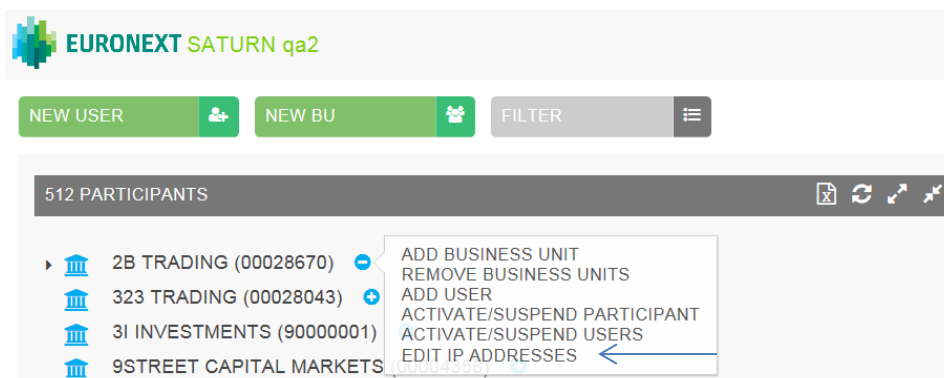 EURONEXT SATURN qa2
NEW USER
NEW BU
FILTER
512 PARTICIPANTS
2B TRADING (00028670)
ADD BUSINESS UNIT
REMOVE BUSINESS UNITS
ADD USER
ACTIVATE/SUSPEND PARTICIPANT
ACTIVATE/SUSPEND USERS
EDIT IP ADDRESSES
323 TRADING (00028043)
3I INVESTMENTS (90000001)
9STREET CAPITAL MARKETS (00004358)